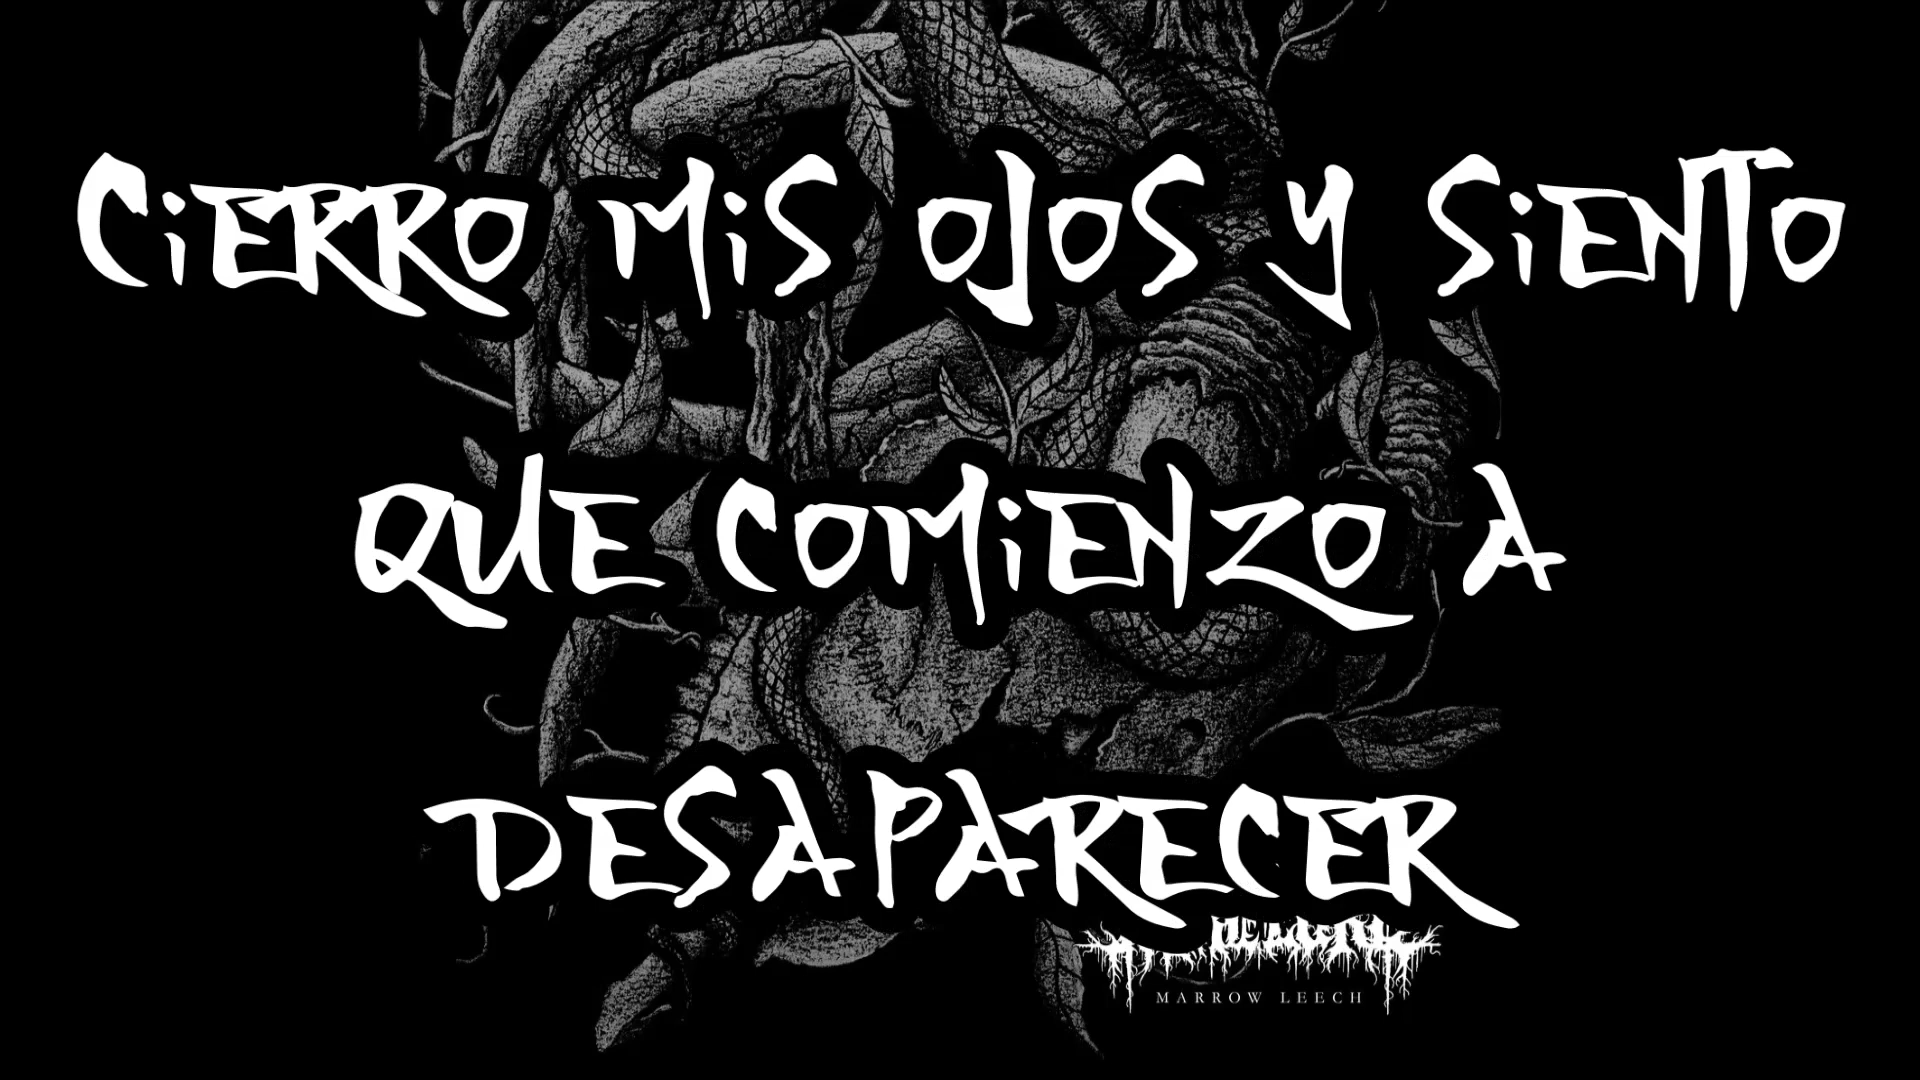 CIERRO MIS OJOS Y SIENTO
QUE COMIENZO A
DESAPARECER
MARROW LEECH